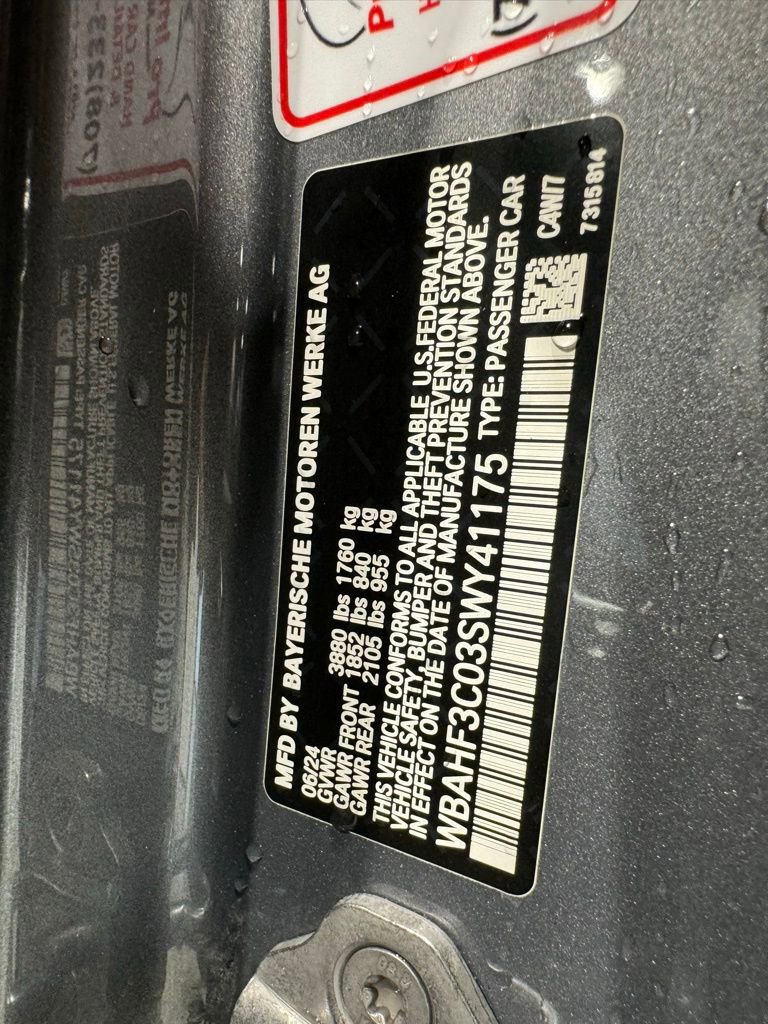 MFD BY BAYERISCHE MOTOREN WERKE AG
06/24
GVWR 3880 lbs 1760 kg
GAWR FRONT 1852 lbs 840 kg
GAWR REAR 2105 lbs 955 kg
THIS VEHICLE CONFORMS TO ALL APPLICABLE U.S.FEDERAL MOTOR
VEHICLE SAFETY, BUMPER AND THEFT PREVENTION STANDARDS
IN EFFECT ON THE DATE OF MANUFACTURE SHOWN ABOVE.
WBAHF3C03SWY41175 TYPE: PASSENGER CAR
C4W/7
7315814